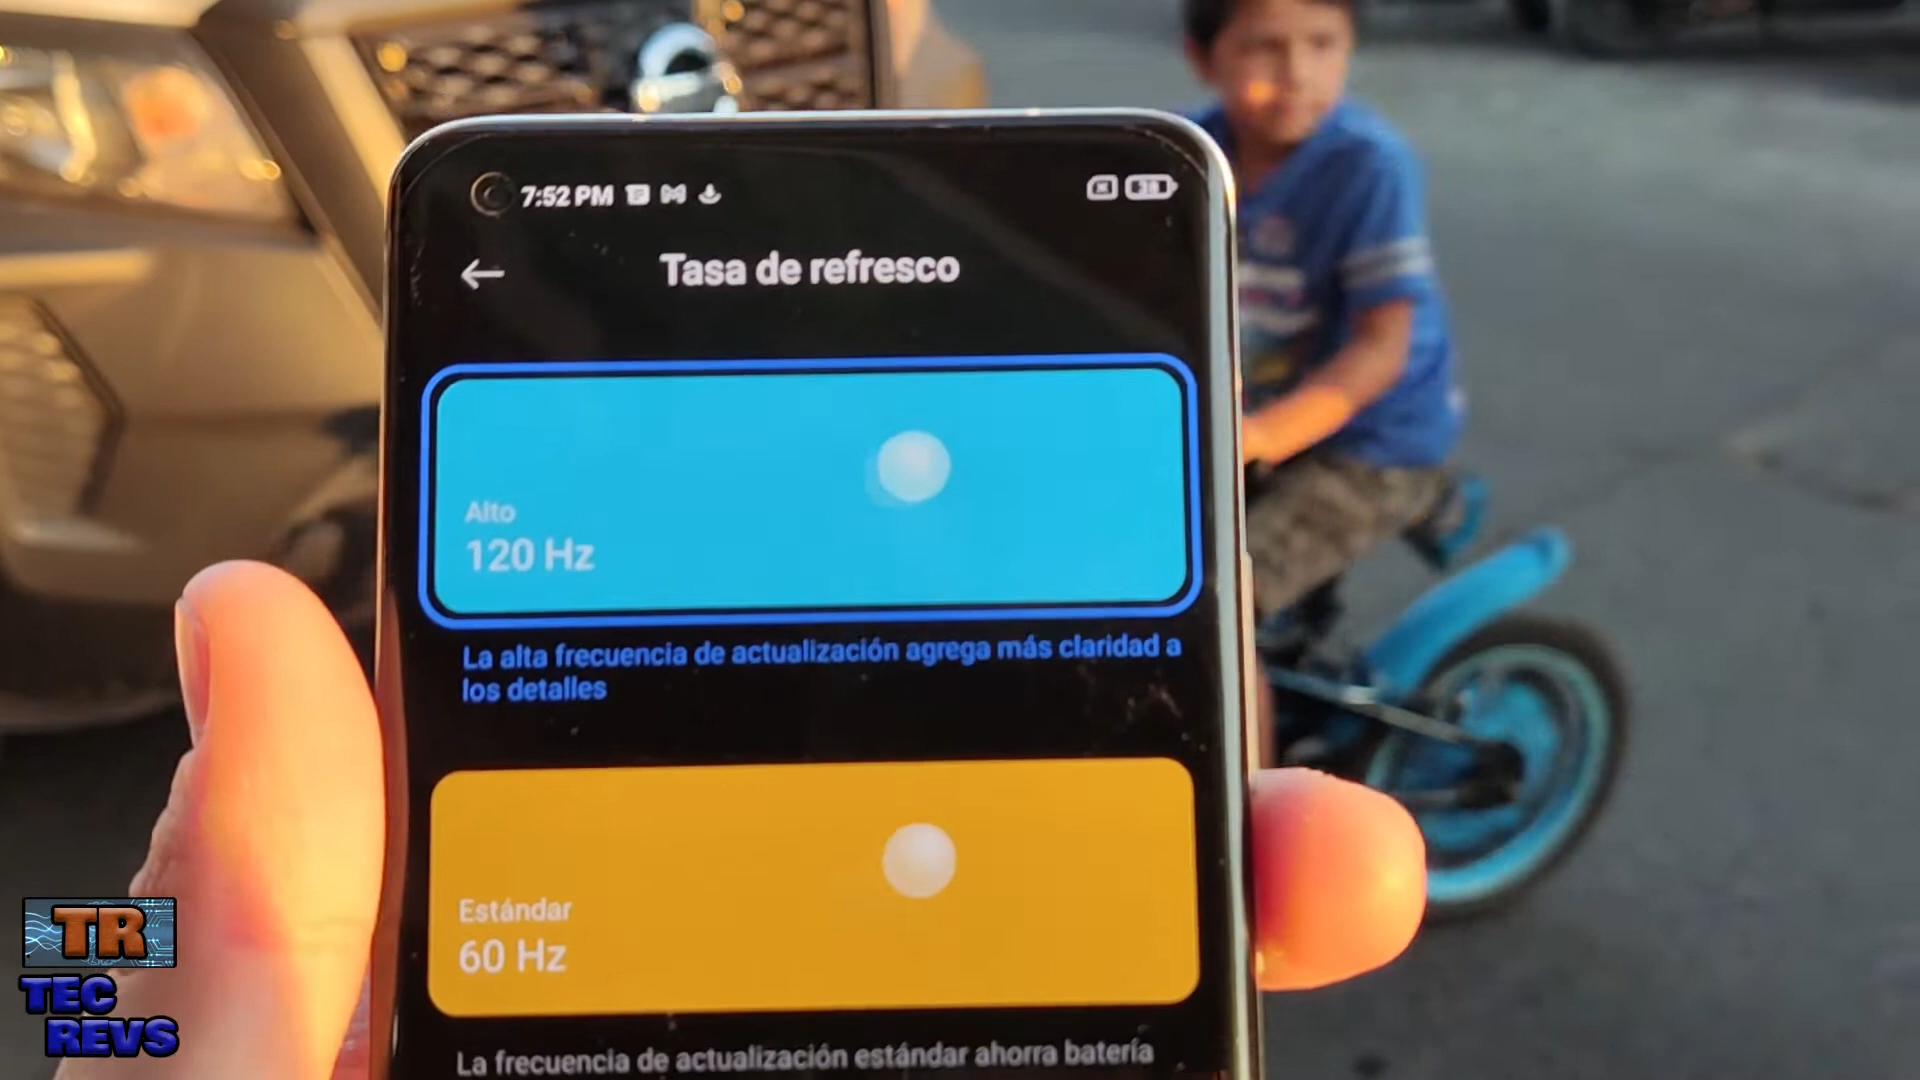 7:52 PM
Tasa de refresco
Alto
120 Hz
La alta frecuencia de actualización agrega más claridad a
los detalles
Estándar
60 Hz
La frecuencia de actualización estándar ahorra batería
TR
TEC
REVS